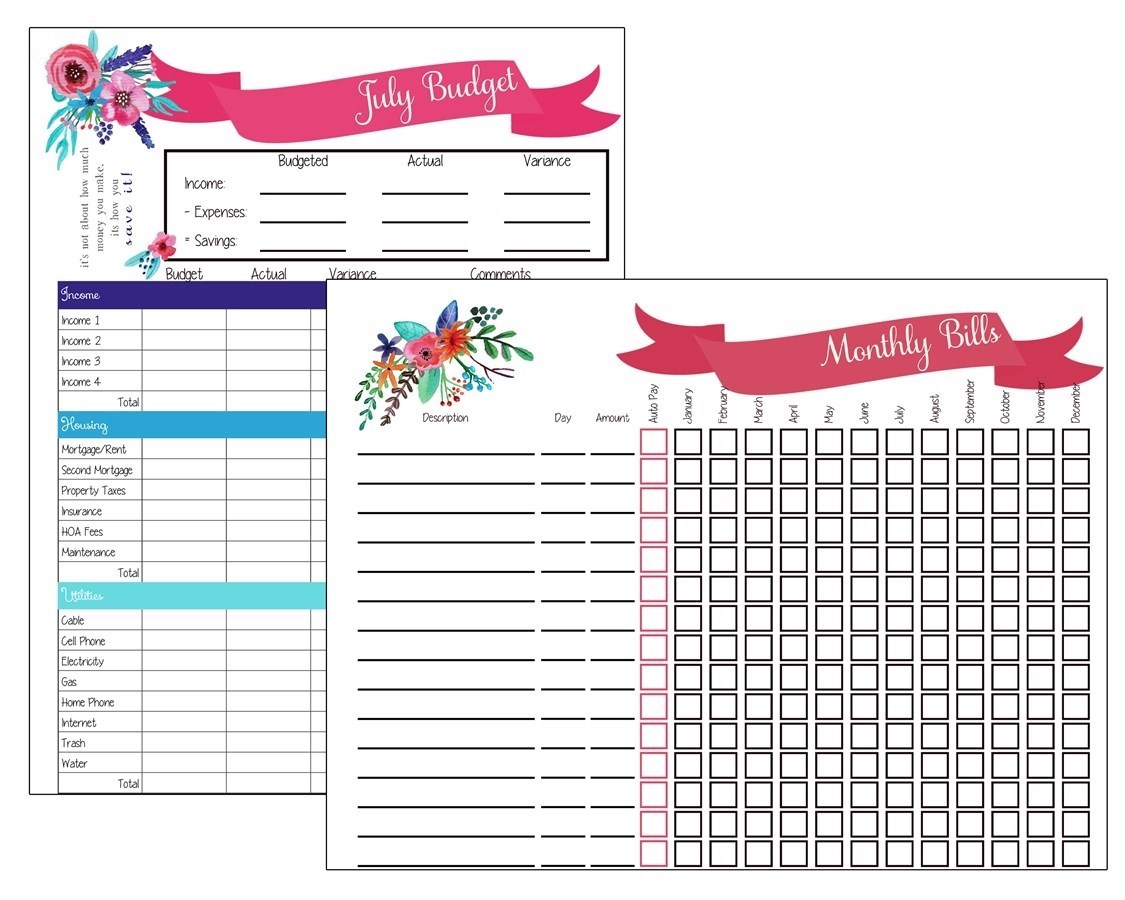 July Budget
it's not about how much
money you make.
its how you
save it!
Budgeted Actual Variance
Income:
- Expenses:
= Savings:
Budget Actual Variance Comments
Income
Income 1
Income 2
Income 3
Income 4
Total
Housing
Mortgage/Rent
Second Mortgage
Property Taxes
Insurance
HOA Fees
Maintenance
Total
Utilities
Cable
Cell Phone
Electricity
Gas
Home Phone
Internet
Trash
Water
Total
Monthly Bills
Description Day Amount Auto Pay January February March April May June July August September October November December